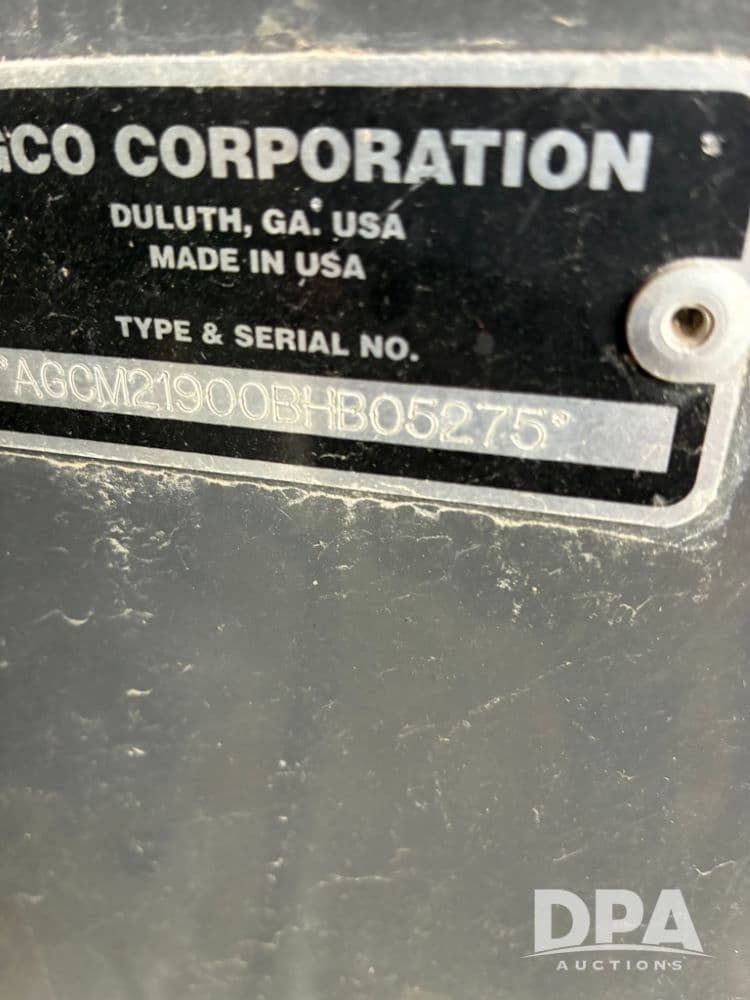 GCO CORPORATION
DULUTH, GA. USA
MADE IN USA
TYPE & SERIAL NO.
*AGCM21900BHB05275*
DPA
AUCTIONS